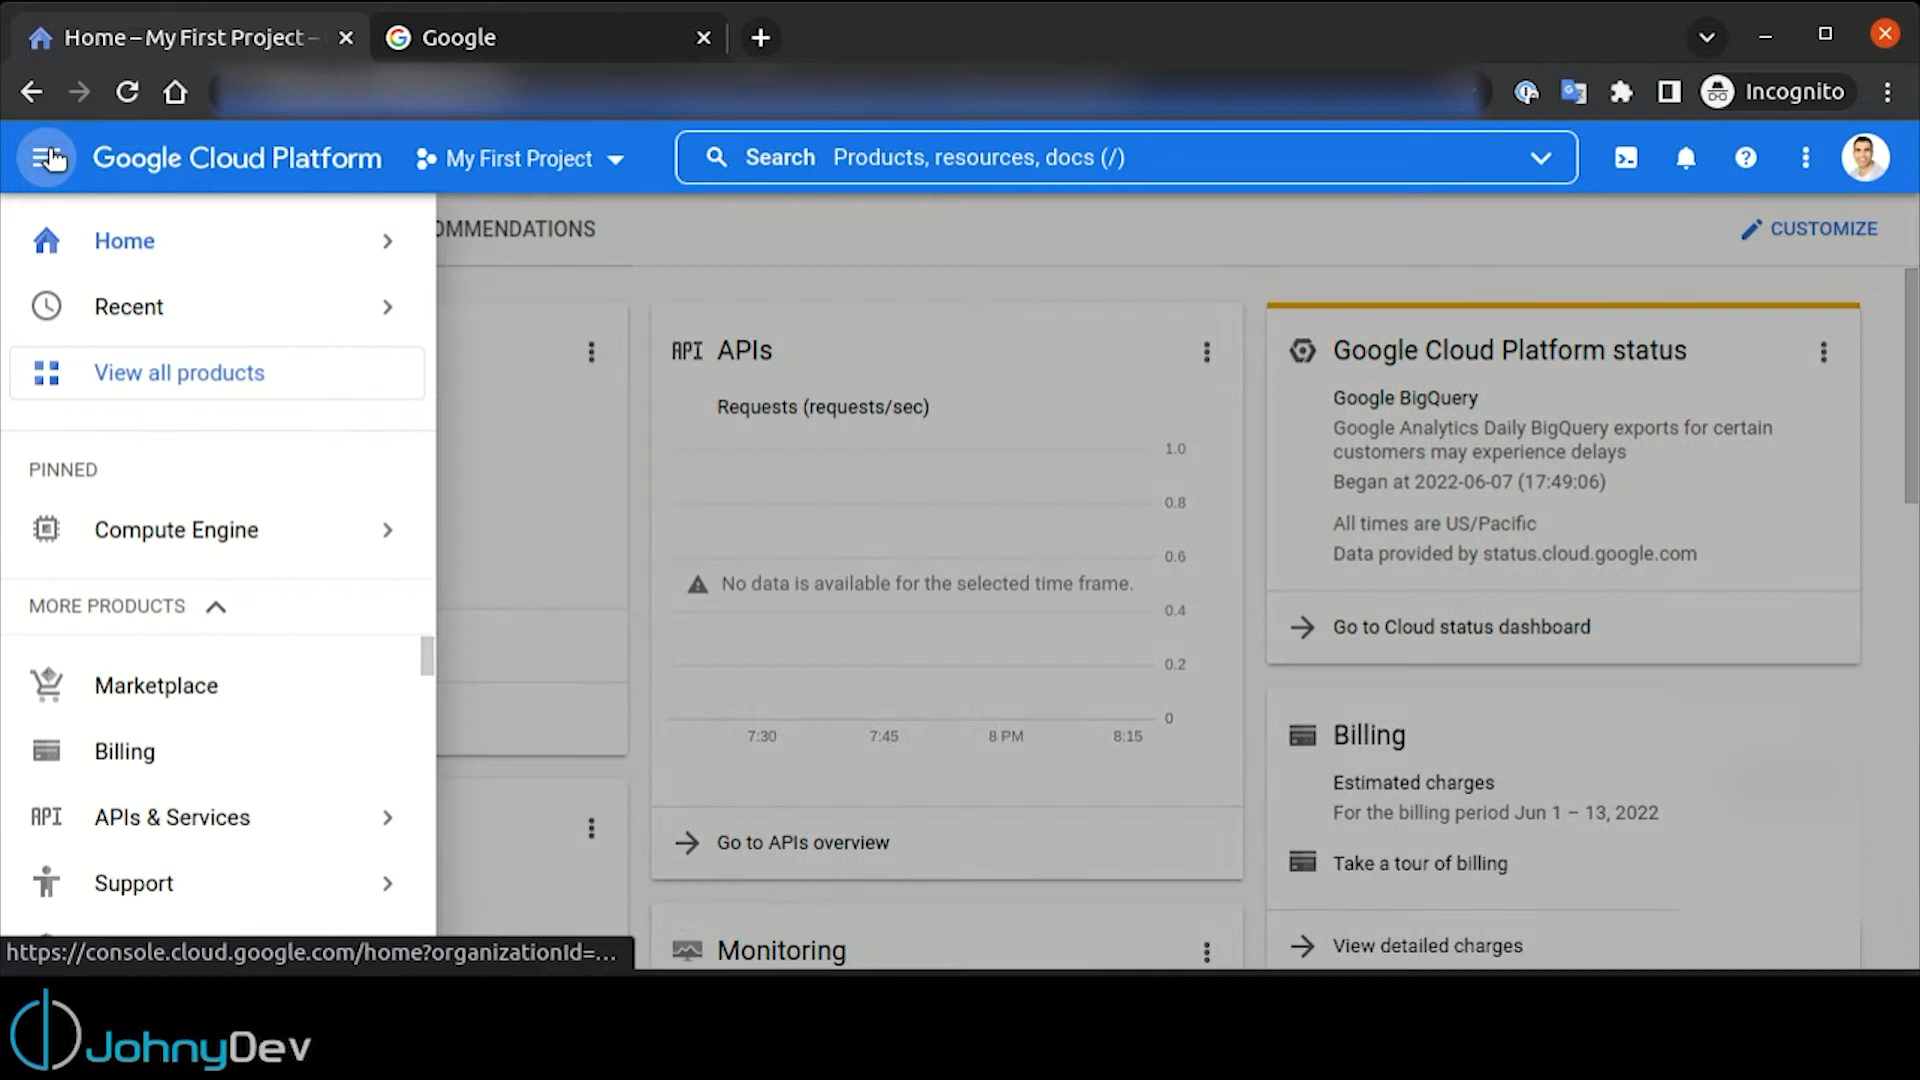 Home – My First Project –
Google
Incognito
Google Cloud Platform
My First Project
Search Products, resources, docs (/)
Home
Recent
View all products
PINNED
Compute Engine
MORE PRODUCTS
Marketplace
Billing
API APIs & Services
Support
https://console.cloud.google.com/home?organizationId=...
OMMENDATIONS
CUSTOMIZE
API APIs
Requests (requests/sec)
1.0
0.8
0.6
No data is available for the selected time frame.
0.4
0.2
0
7:30 7:45 8 PM 8:15
Go to APIs overview
Monitoring
Google Cloud Platform status
Google BigQuery
Google Analytics Daily BigQuery exports for certain
customers may experience delays
Began at 2022-06-07 (17:49:06)
All times are US/Pacific
Data provided by status.cloud.google.com
Go to Cloud status dashboard
Billing
Estimated charges
For the billing period Jun 1 – 13, 2022
Take a tour of billing
View detailed charges
JohnyDev